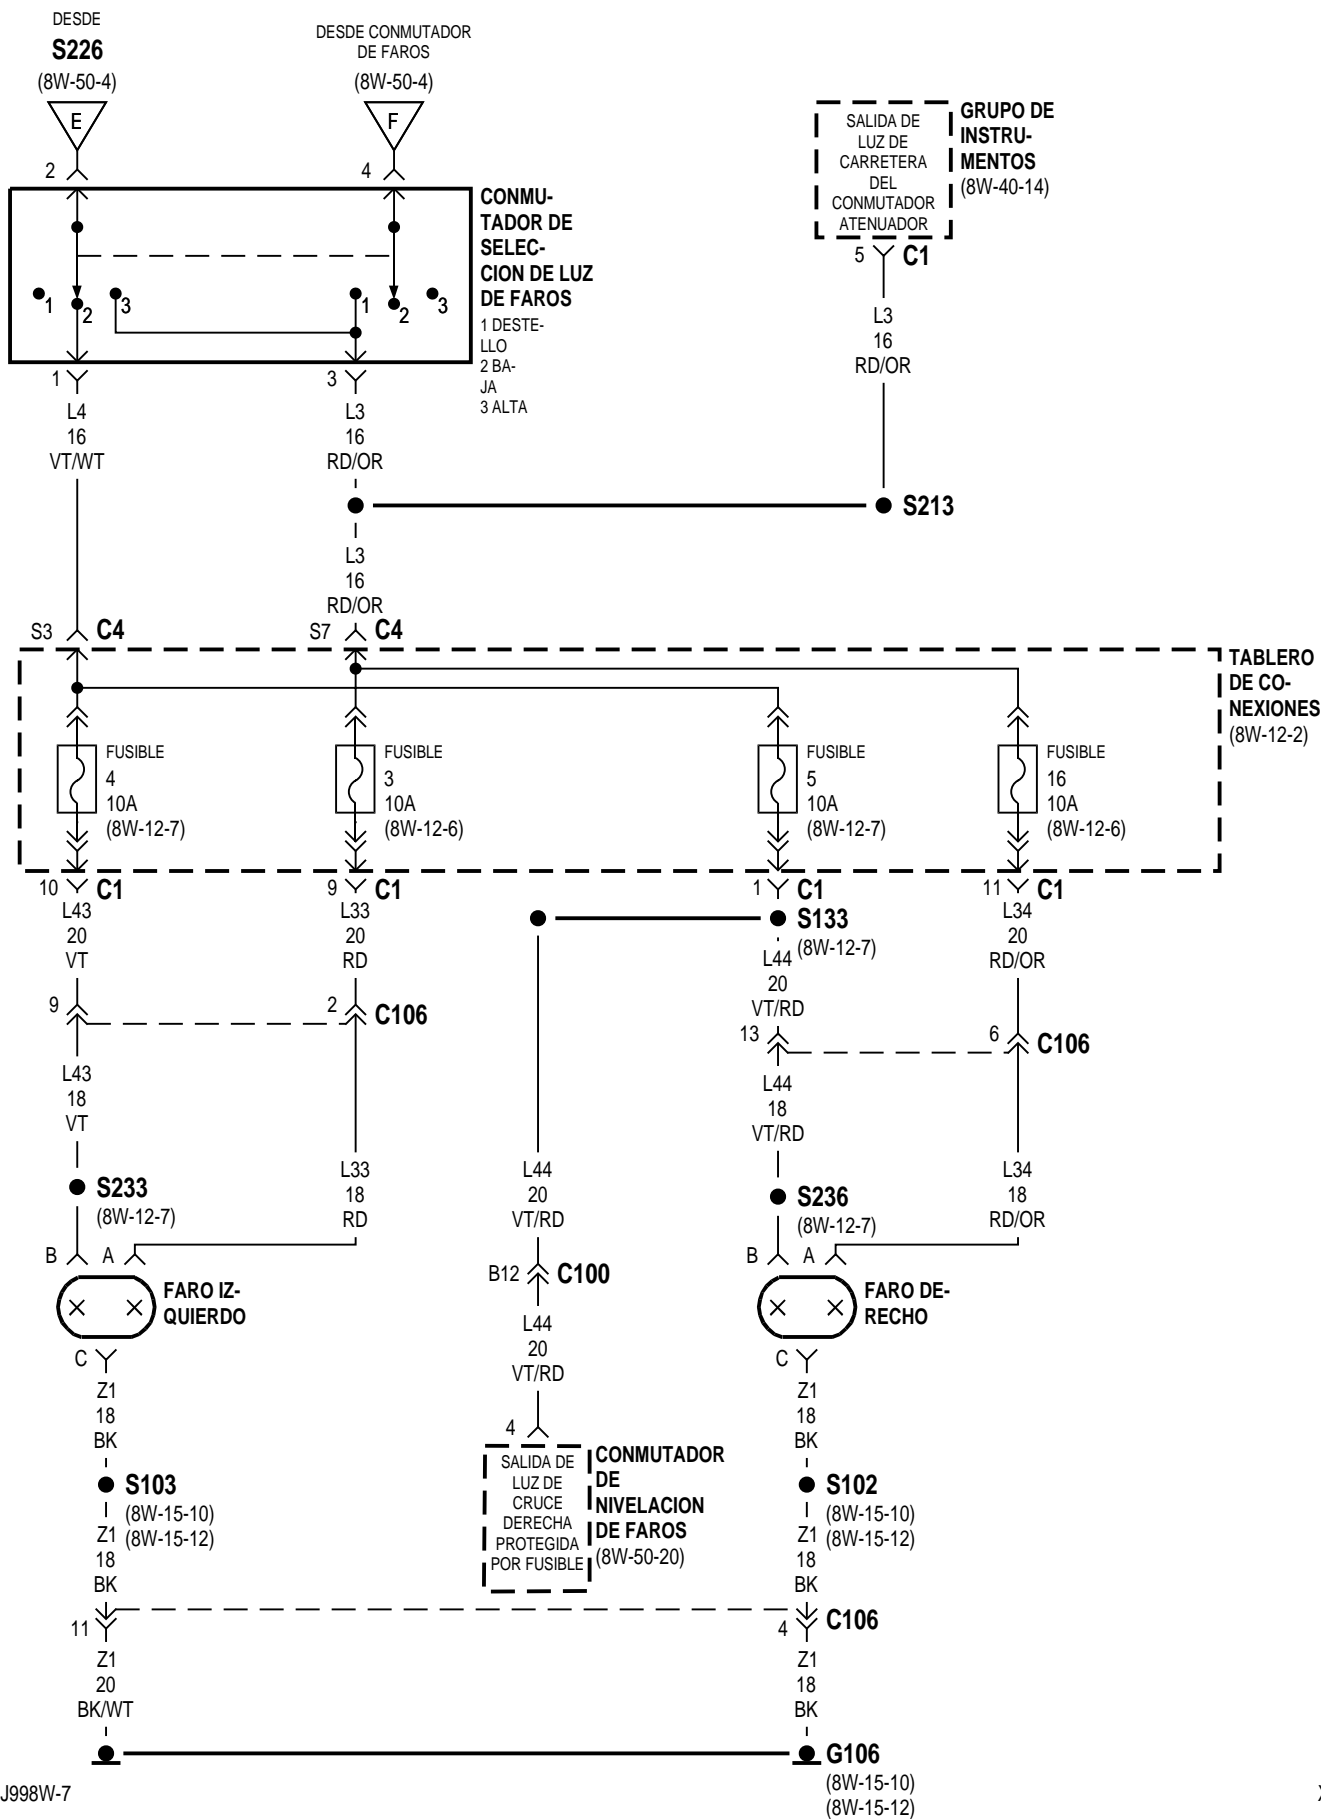 DESDE
S226
(8W-50-4)
E
2
DESDE CONMUTADOR
DE FAROS
(8W-50-4)
F
4
SALIDA DE
LUZ DE
CARRETERA
DEL
CONMUTADOR
ATENUADOR
GRUPO DE
INSTRU-
MENTOS
(8W-40-14)
5
C1
CONMU-
TADOR DE
SELEC-
CION DE LUZ
DE FAROS
1 DESTE-
LLO
2 BA-
JA
3 ALTA
1
2
3
1
2
3
1
3
L4
16
VT/WT
L3
16
RD/OR
L3
16
RD/OR
S213
L3
16
RD/OR
S3
C4
S7
C4
TABLERO
DE CO-
NEXIONES
(8W-12-2)
FUSIBLE
4
10A
(8W-12-7)
FUSIBLE
3
10A
(8W-12-6)
FUSIBLE
5
10A
(8W-12-7)
FUSIBLE
16
10A
(8W-12-6)
10
C1
9
C1
1
C1
11
C1
L43
20
VT
L33
20
RD
S133
(8W-12-7)
L44
20
VT/RD
L34
20
RD/OR
9
2
C106
13
6
C106
L43
18
VT
L44
18
VT/RD
S233
(8W-12-7)
L33
18
RD
L44
20
VT/RD
S236
(8W-12-7)
L34
18
RD/OR
B
A
B12
C100
B
A
FARO IZ-
QUIERDO
FARO DE-
RECHO
L44
20
VT/RD
C
C
Z1
18
BK
Z1
18
BK
4
SALIDA DE
LUZ DE
CRUCE
DERECHA
PROTEGIDA
POR FUSIBLE
CONMUTADOR
DE
NIVELACION
DE FAROS
(8W-50-20)
S103
(8W-15-10)
(8W-15-12)
S102
(8W-15-10)
(8W-15-12)
Z1
18
BK
Z1
18
BK
11
4
C106
Z1
20
BK/WT
Z1
18
BK
G106
(8W-15-10)
(8W-15-12)
J998W-7